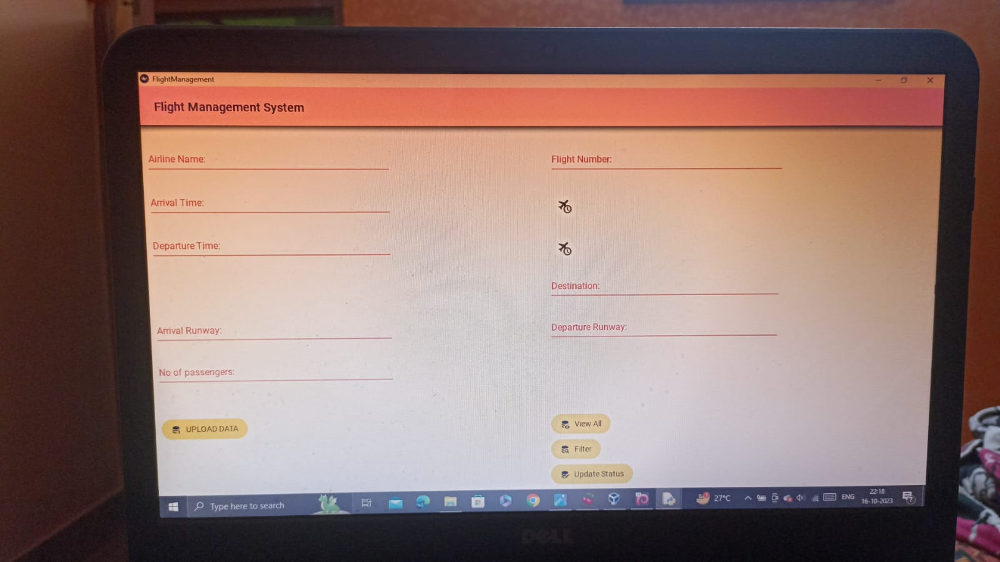 FlightManagement
Flight Management System
Airline Name:
Flight Number:
Arrival Time:
Departure Time:
Destination:
Arrival Runway:
Departure Runway:
No of passengers:
UPLOAD DATA
View All
Filter
Update Status
Type here to search
27°C
ENG
22:18
16-10-2023
7
DELL